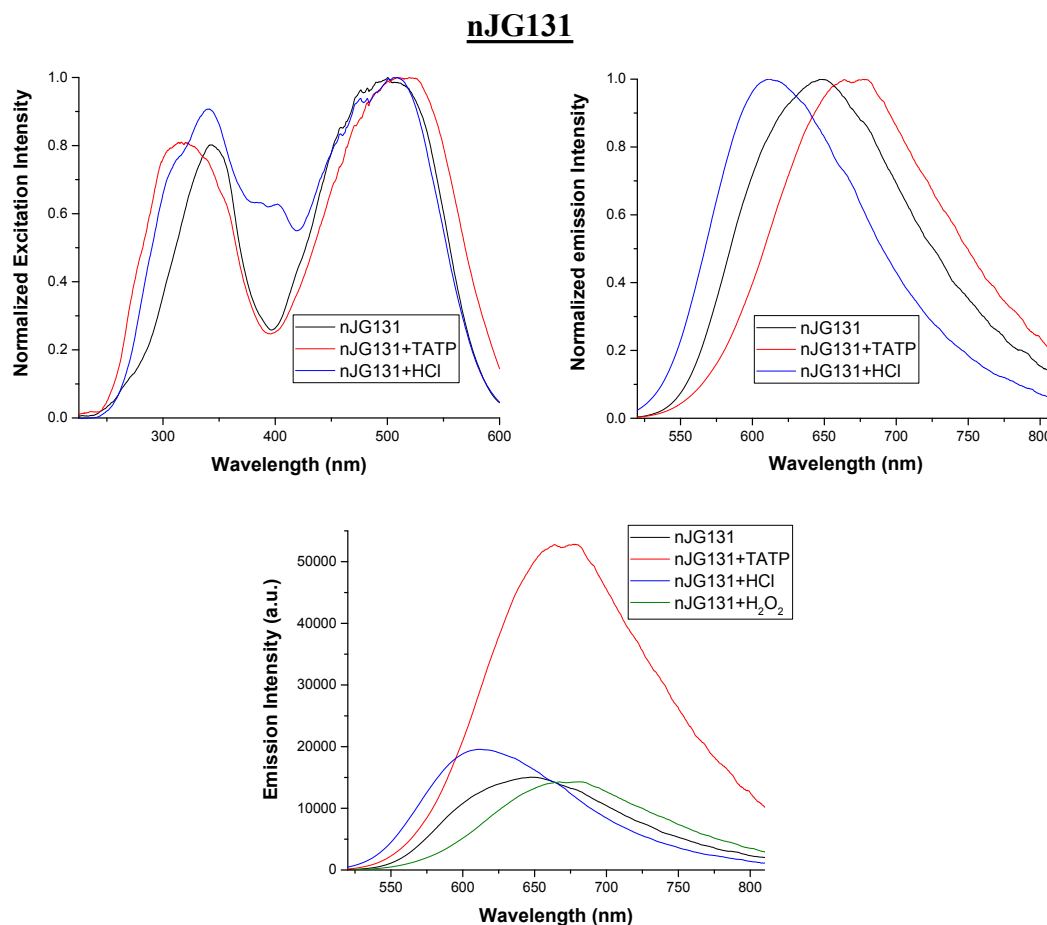 nJG131
1.0
0.8
0.6
0.4
0.2
0.0
300
400
500
600
Normalized Excitation Intensity
Wavelength (nm)
nJG131
nJG131+TATP
nJG131+HCl
1.0
0.8
0.6
0.4
0.2
0.0
550
600
650
700
750
800
Normalized emission Intensity
Wavelength (nm)
nJG131
nJG131+TATP
nJG131+HCl
50000
40000
30000
20000
10000
0
550
600
650
700
750
800
Emission Intensity (a.u.)
Wavelength (nm)
nJG131
nJG131+TATP
nJG131+HCl
nJG131+H₂O₂